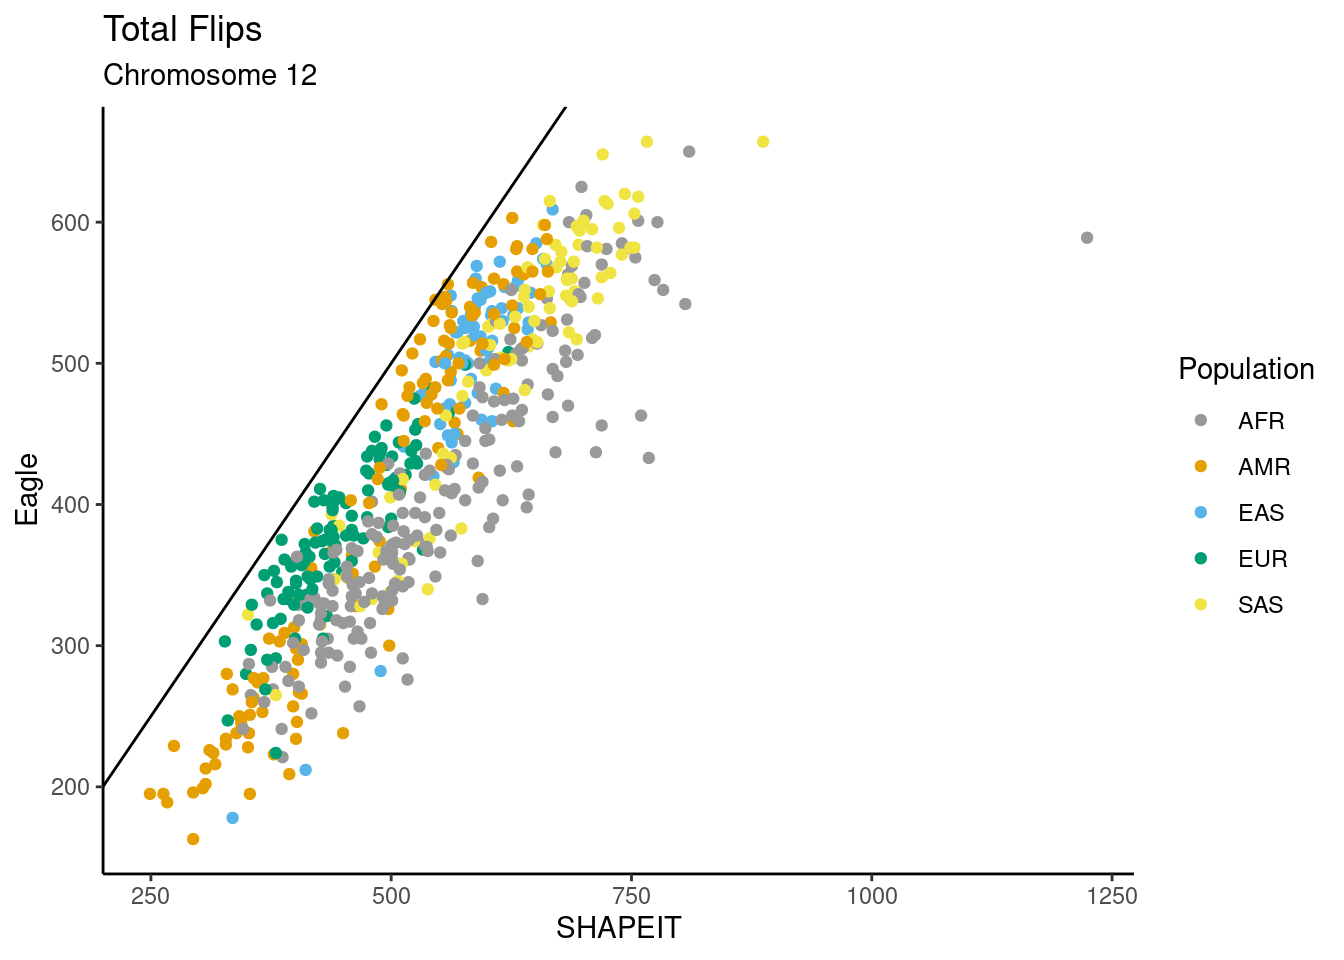 Total Flips
Chromosome 12
600
500
400
300
200
Eagle
250
500
750
1000
1250
SHAPEIT
Population
AFR
AMR
EAS
EUR
SAS